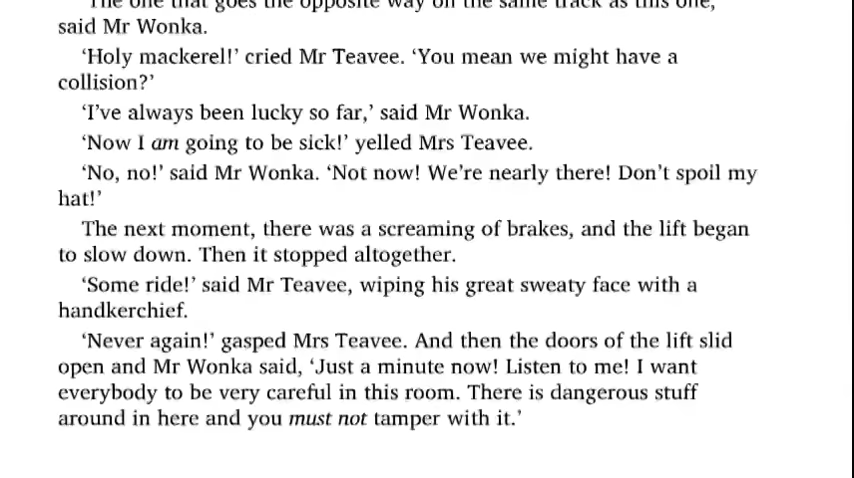 ‘The one that goes the opposite way on the same track as this one,’
said Mr Wonka.
‘Holy mackerel!’ cried Mr Teavee. ‘You mean we might have a
collision?’
‘I’ve always been lucky so far,’ said Mr Wonka.
‘Now I am going to be sick!’ yelled Mrs Teavee.
‘No, no!’ said Mr Wonka. ‘Not now! We’re nearly there! Don’t spoil my
hat!’
The next moment, there was a screaming of brakes, and the lift began
to slow down. Then it stopped altogether.
‘Some ride!’ said Mr Teavee, wiping his great sweaty face with a
handkerchief.
‘Never again!’ gasped Mrs Teavee. And then the doors of the lift slid
open and Mr Wonka said, ‘Just a minute now! Listen to me! I want
everybody to be very careful in this room. There is dangerous stuff
around in here and you must not tamper with it.’